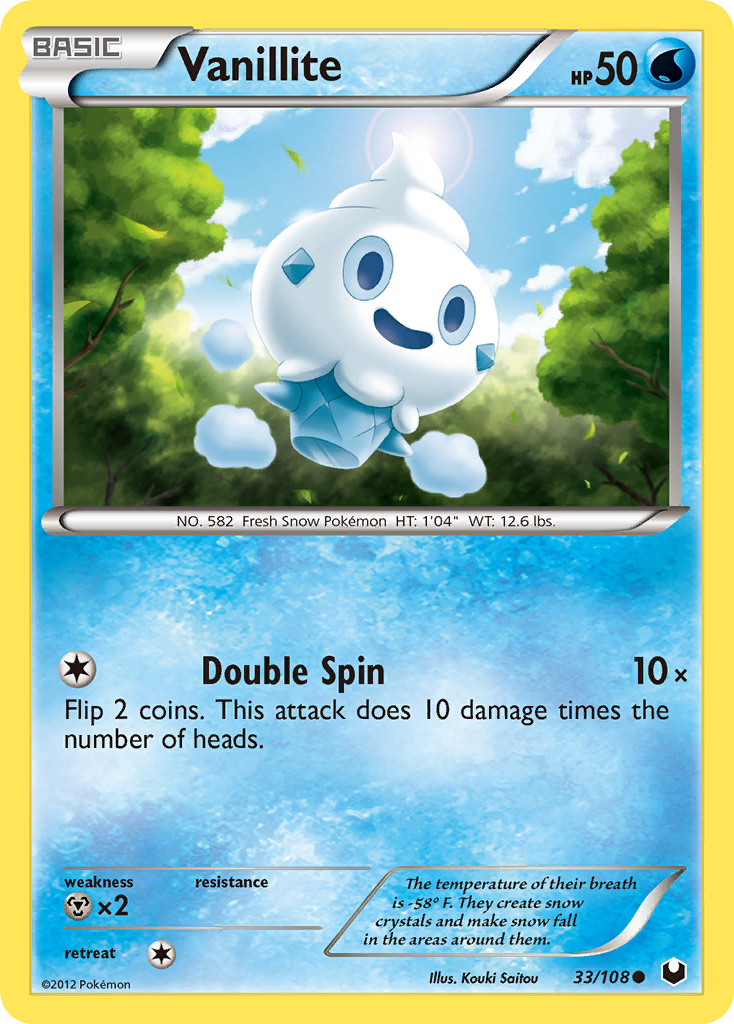 BASIC
Vanillite
HP 50
NO. 582 Fresh Snow Pokémon HT: 1'04" WT: 12.6 lbs.
Double Spin 10×
Flip 2 coins. This attack does 10 damage times the
number of heads.
weakness resistance
×2
retreat
The temperature of their breath
is -58º F. They create snow
crystals and make snow fall
in the areas around them.
©2012 Pokémon
Illus. Kouki Saitou
33/108